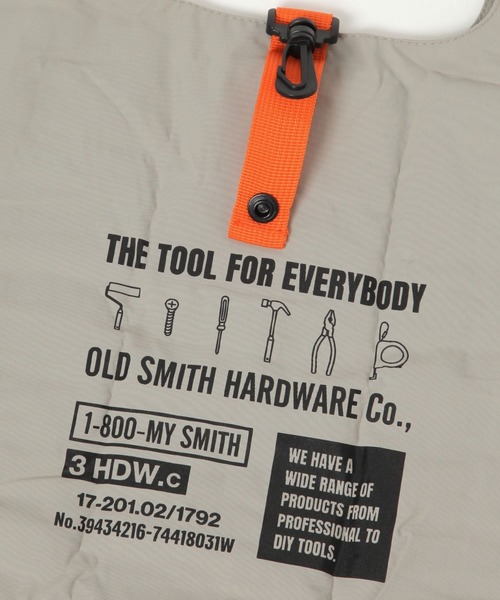 THE TOOL FOR EVERYBODY
OLD SMITH HARDWARE Co.,
1-800-MY SMITH
3 HDW.c
17-201.02/1792
No.39434216-74418031W
WE HAVE A
WIDE RANGE OF
PRODUCTS FROM
PROFESSIONAL TO
DIY TOOLS.